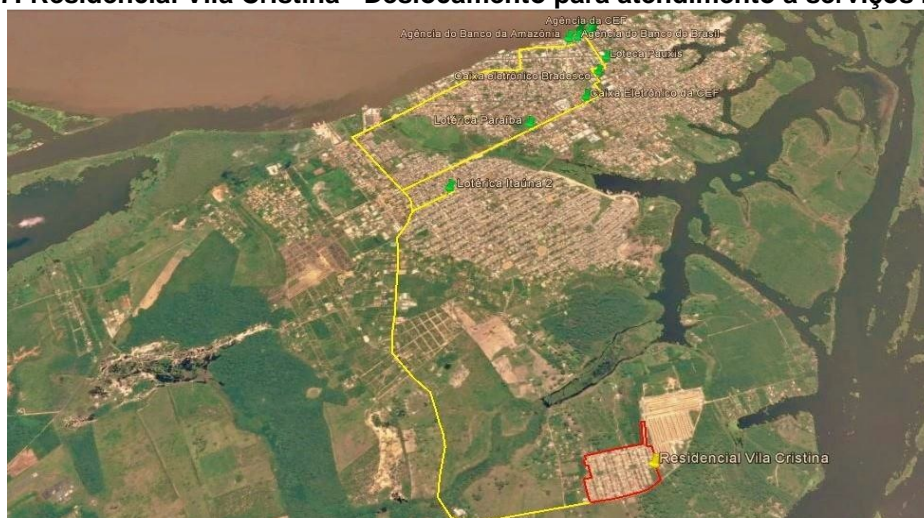 Residencial Vila Cristina - Deslocamento para atendimento a serviços
Agência da CEF
Agência do Banco da Amazônia
Agência do Banco do Brasil
Loteca Pauxis
Caixa eletrônico Bradesco
Caixa Eletrônico da CEF
Lotérica Paraíba
Lotérica Itaúna 2
Residencial Vila Cristina